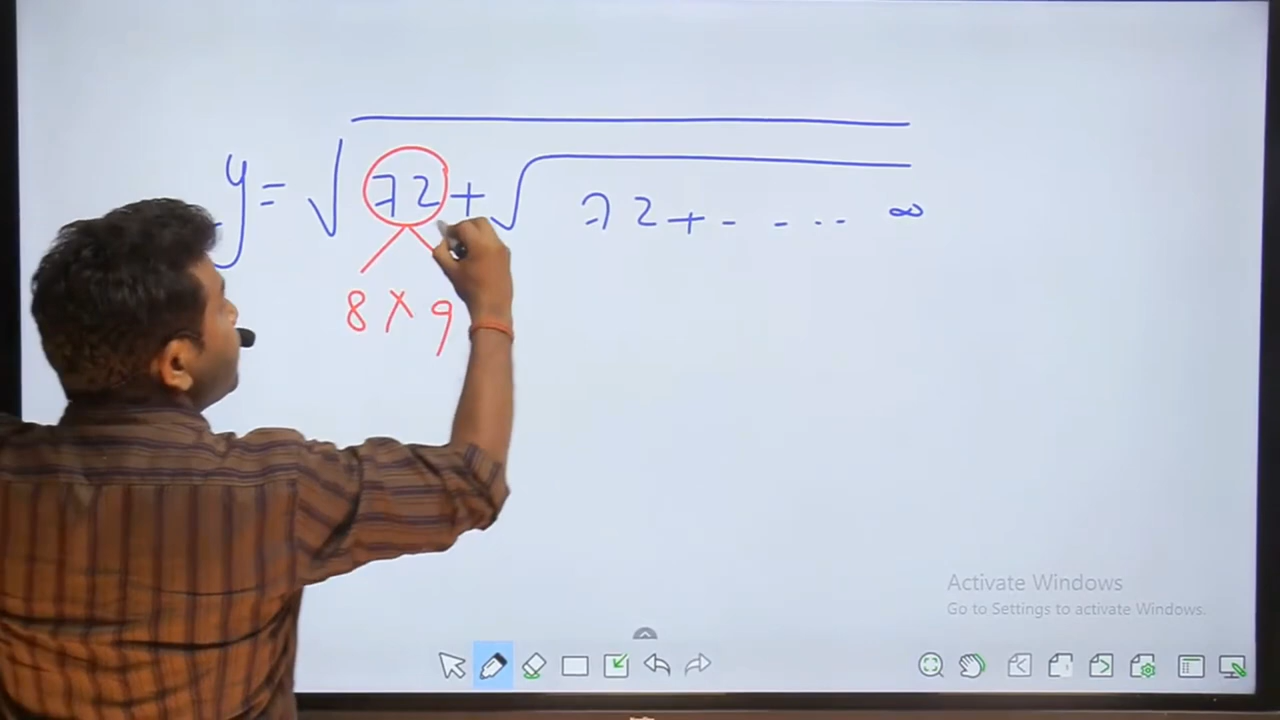 y = √72 + √72 + - - ... ∞
8 × 9
Activate Windows
Go to Settings to activate Windows.